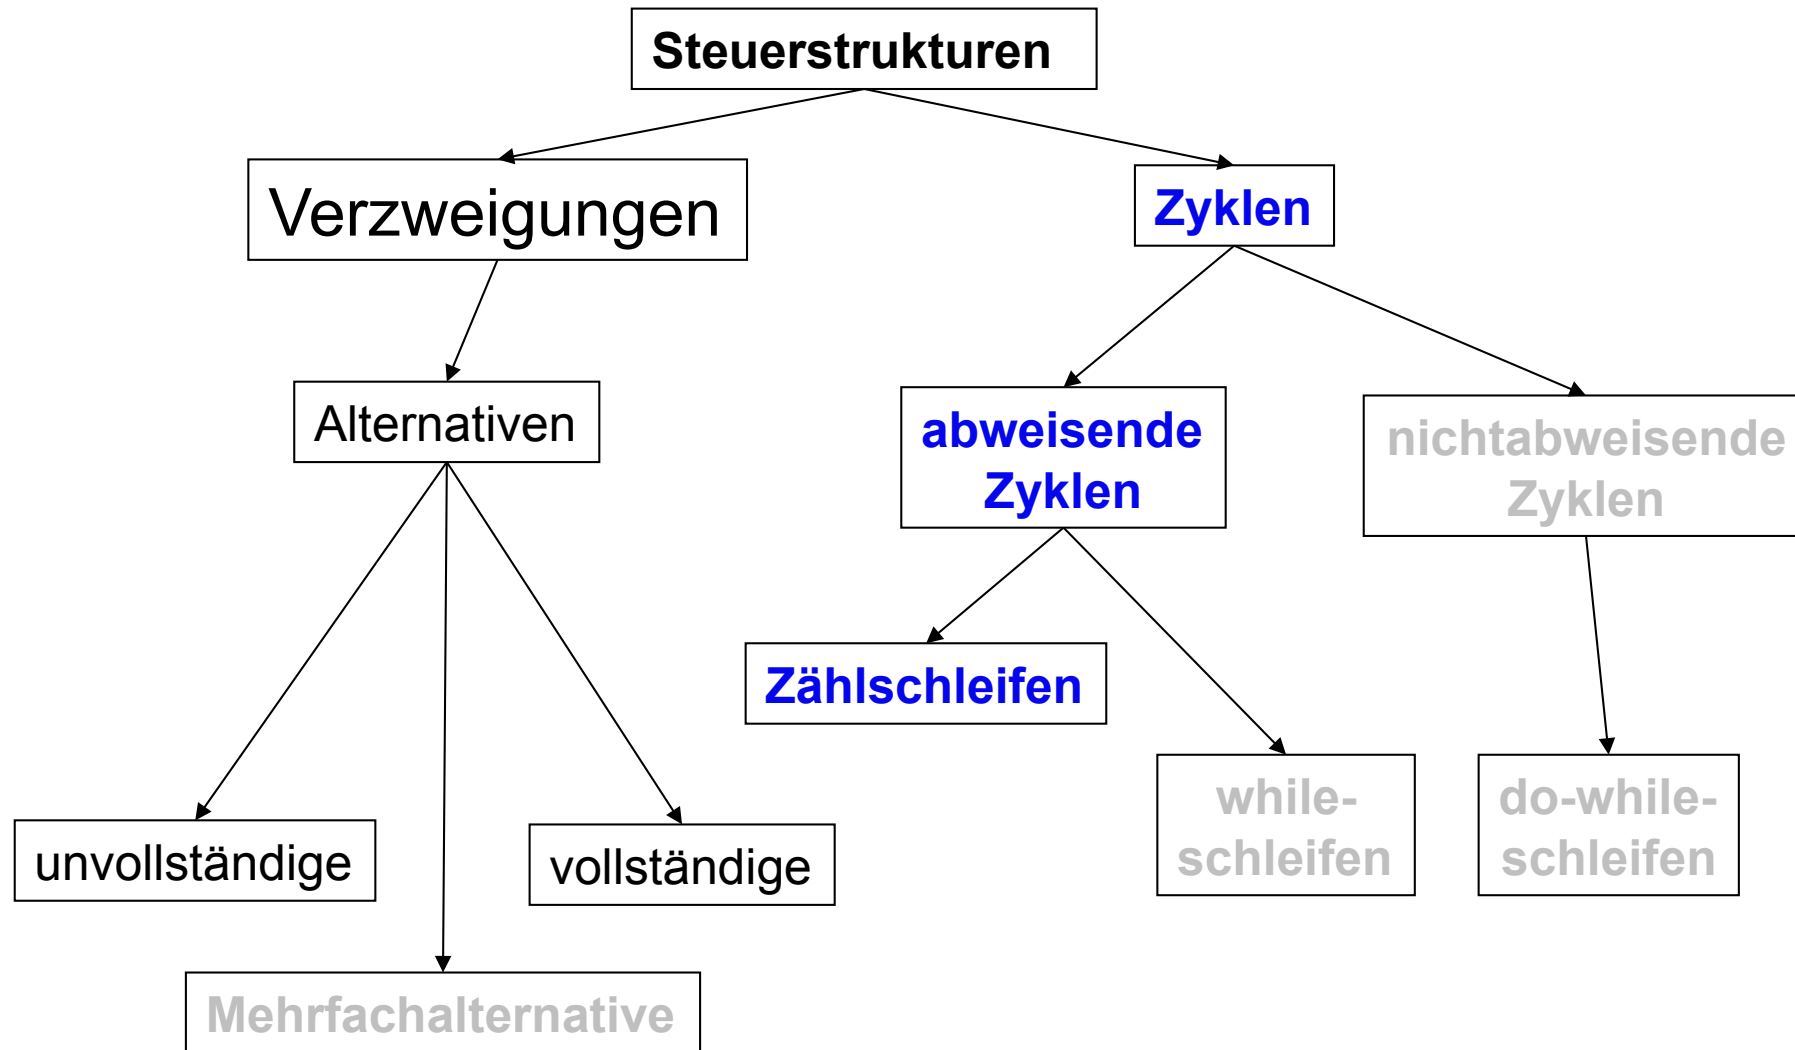 Steuerstrukturen
Verzweigungen
Zyklen
Alternativen
abweisende
Zyklen
nichtabweisende
Zyklen
Zählschleifen
while-
schleifen
do-while-
schleifen
unvollständige
vollständige
Mehrfachalternative